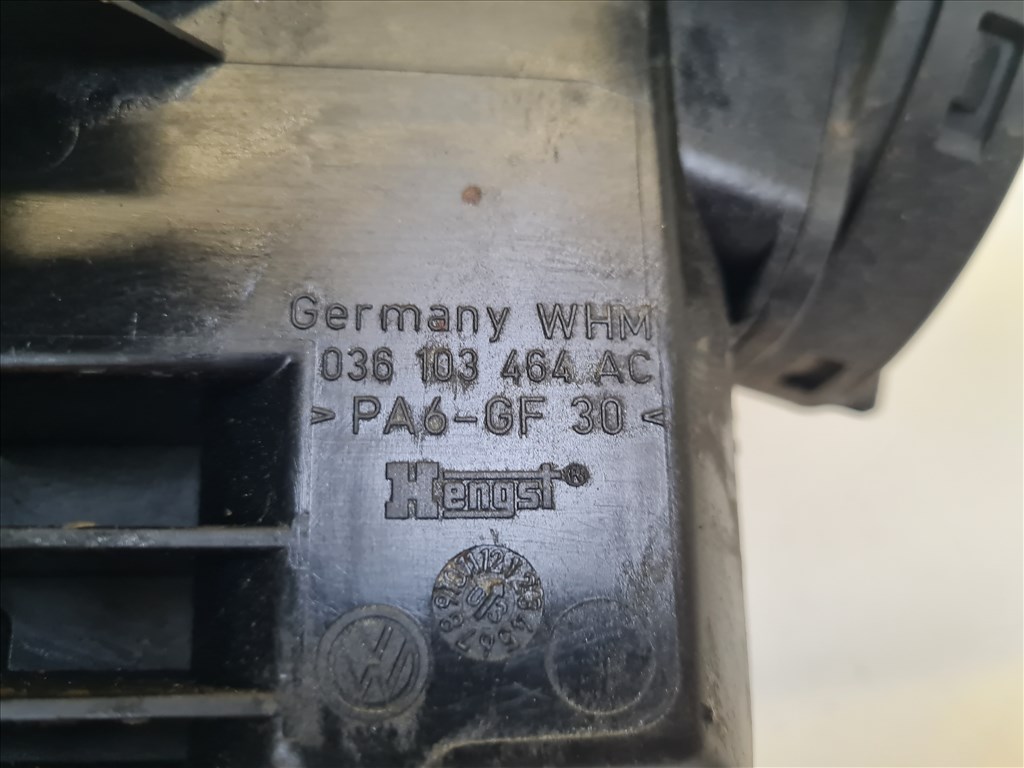 Germany WHM
036 103 464 AC
> PA6-GF 30 <
Hengst®